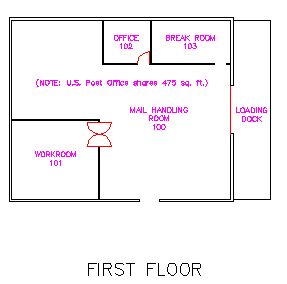 OFFICE
102
BREAK ROOM
103
(NOTE: U.S. Post Office shares 475 sq. ft.)
MAIL HANDLING
ROOM
100
LOADING
DOCK
WORKROOM
101
FIRST FLOOR